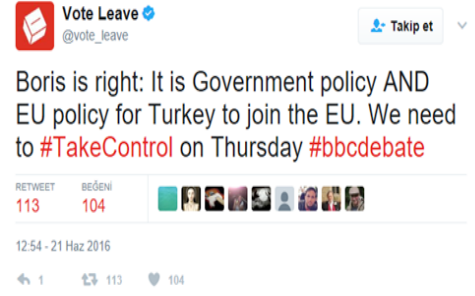 Vote Leave
@vote_leave
Takip et
Boris is right: It is Government policy AND
EU policy for Turkey to join the EU. We need
to #TakeControl on Thursday #bbcdebate
RETWEET BEĞENİ
113 104
12:54 - 21 Haz 2016
1 113 104